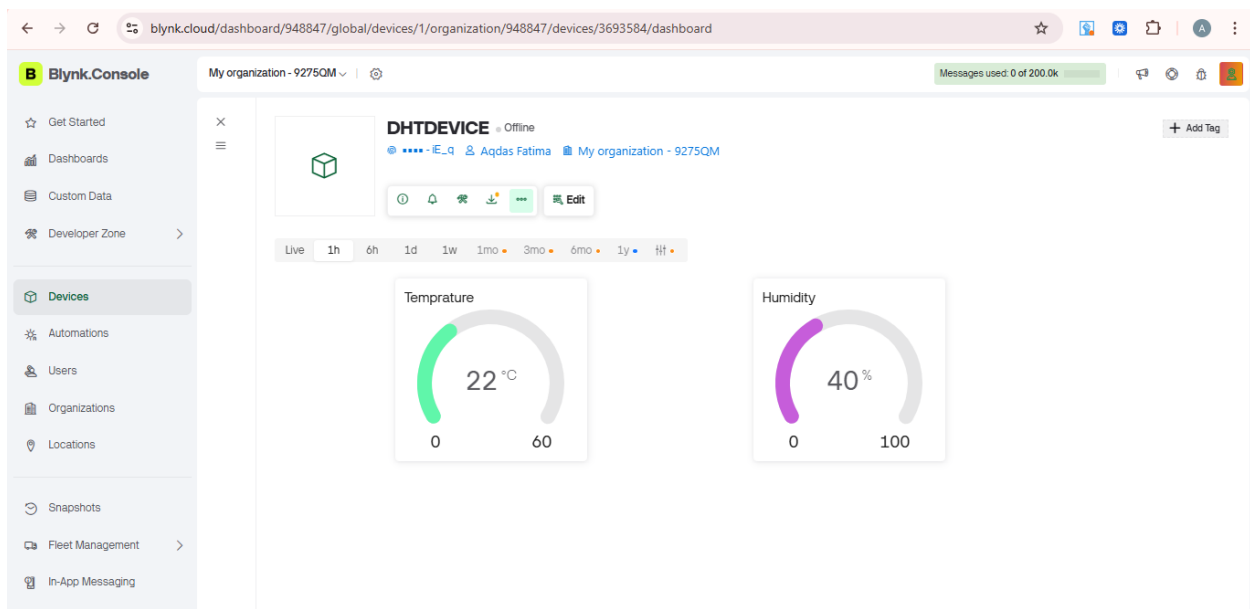 blynk.cloud/dashboard/948847/global/devices/1/organization/948847/devices/3693584/dashboard
A
B Blynk.Console
My organization - 9275QM
Messages used: 0 of 200.0k
Get Started
Dashboards
Custom Data
Developer Zone
Devices
Automations
Users
Organizations
Locations
Snapshots
Fleet Management
In-App Messaging
DHTDEVICE Offline
•••• - iE_q Aqdas Fatima My organization - 9275QM
+ Add Tag
Edit
Live 1h 6h 1d 1w 1mo 3mo 6mo 1y
Temprature
22 °C
0 60
Humidity
40 %
0 100